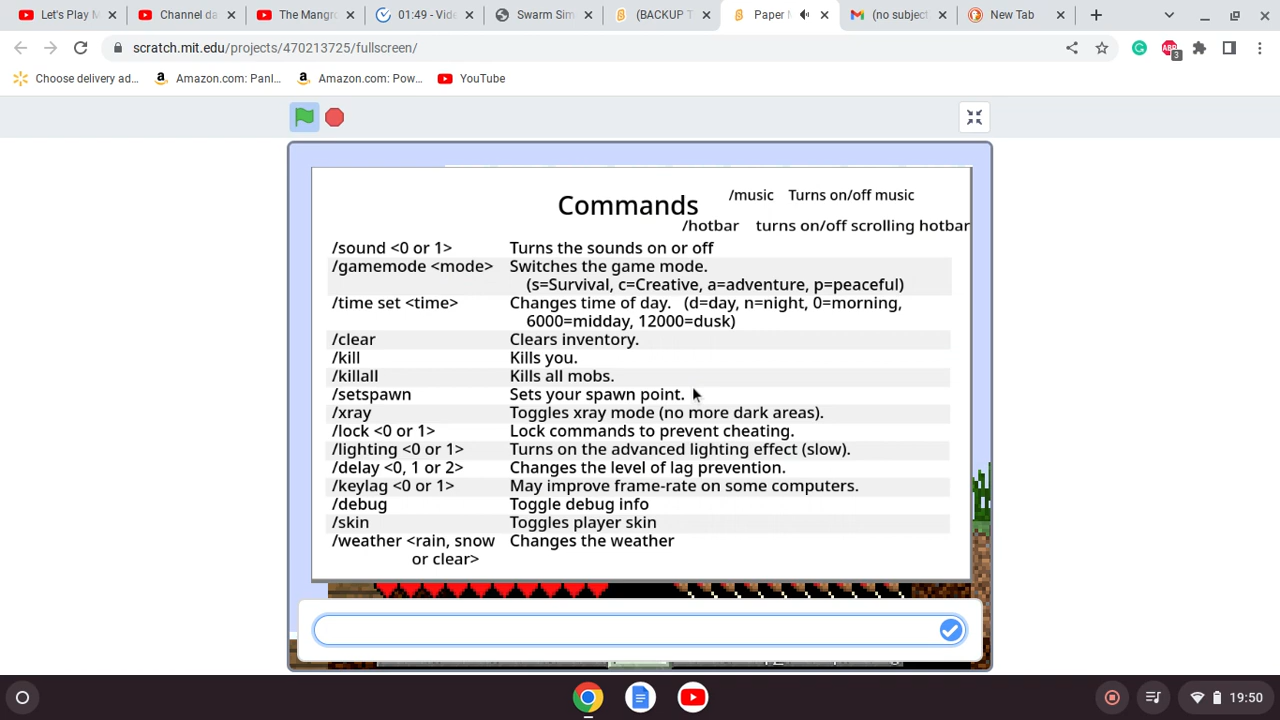 Let's Play M
Channel da
The Mangro
01:49 - Vide
Swarm Sim
(BACKUP T
Paper M
(no subject
New Tab
scratch.mit.edu/projects/470213725/fullscreen/
3
Choose delivery ad...
Amazon.com: Panl...
Amazon.com: Pow...
YouTube
Commands
/music Turns on/off music
/hotbar turns on/off scrolling hotbar
/sound <0 or 1> Turns the sounds on or off
/gamemode <mode> Switches the game mode.
(s=Survival, c=Creative, a=adventure, p=peaceful)
/time set <time> Changes time of day. (d=day, n=night, 0=morning,
6000=midday, 12000=dusk)
/clear Clears inventory.
/kill Kills you.
/killall Kills all mobs.
/setspawn Sets your spawn point.
/xray Toggles xray mode (no more dark areas).
/lock <0 or 1> Lock commands to prevent cheating.
/lighting <0 or 1> Turns on the advanced lighting effect (slow).
/delay <0, 1 or 2> Changes the level of lag prevention.
/keylag <0 or 1> May improve frame-rate on some computers.
/debug Toggle debug info
/skin Toggles player skin
/weather <rain, snow Changes the weather
or clear>
19:50